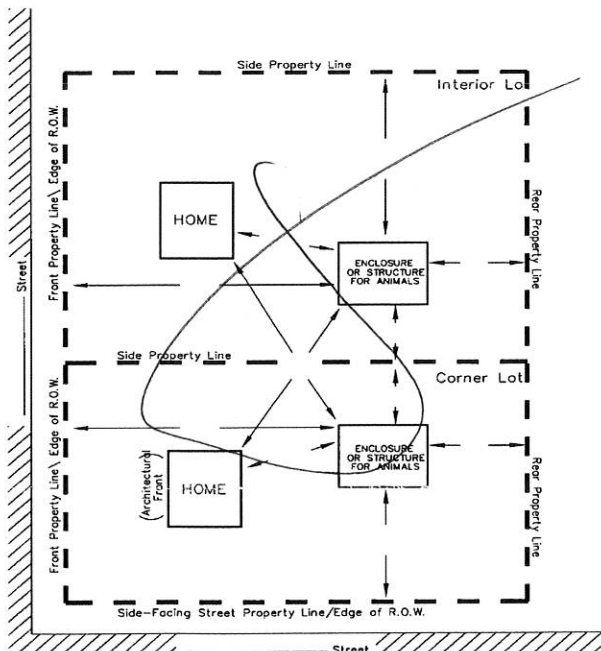 Side Property Line
Interior Lo
Front Property Line\ Edge of R.O.W.
HOME
ENCLOSURE
OR STRUCTURE
FOR ANIMALS
Rear Property Line
Street
Side Property Line
Corner Lot
Front Property Line\ Edge of R.O.W.
(Architectural
Front)
HOME
ENCLOSURE
OR STRUCTURE
FOR ANIMALS
Rear Property Line
Side-Facing Street Property Line/Edge of R.O.W.
Street